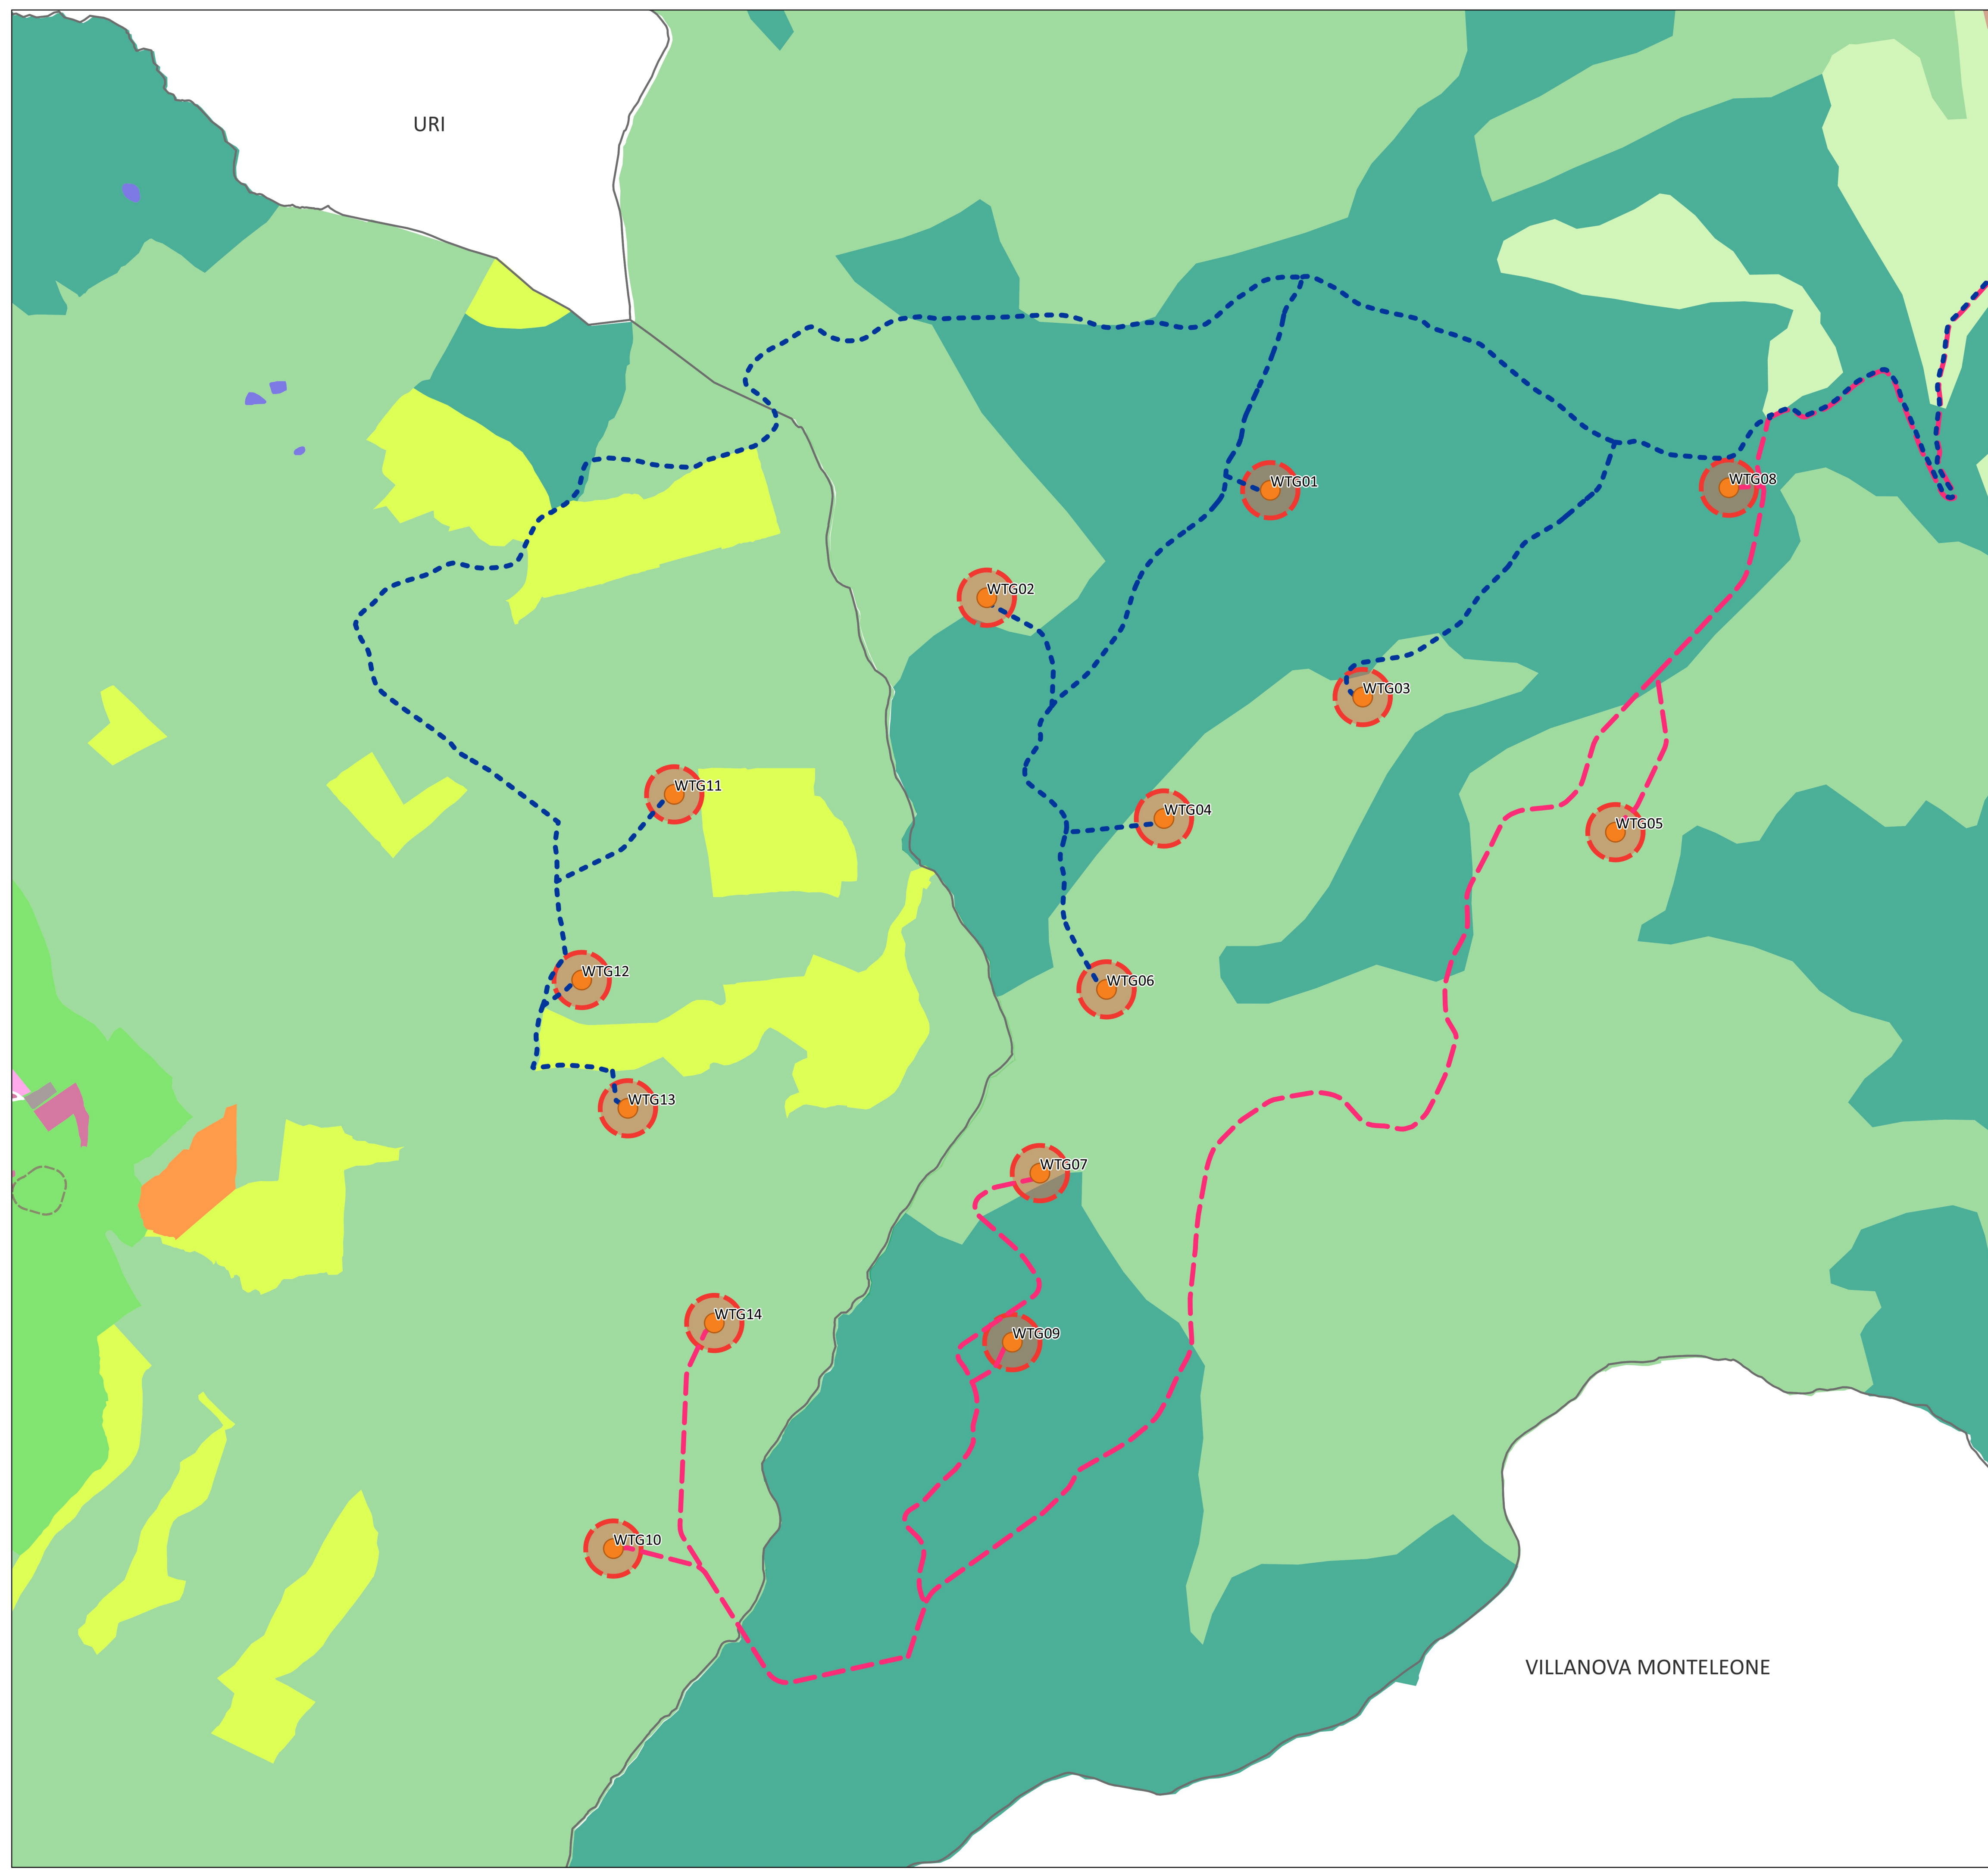 URI
WTG01
WTG08
WTG02
WTG03
WTG11
WTG04
WTG05
WTG12
WTG06
WTG13
WTG07
WTG14
WTG09
WTG10
VILLANOVA MONTELEONE